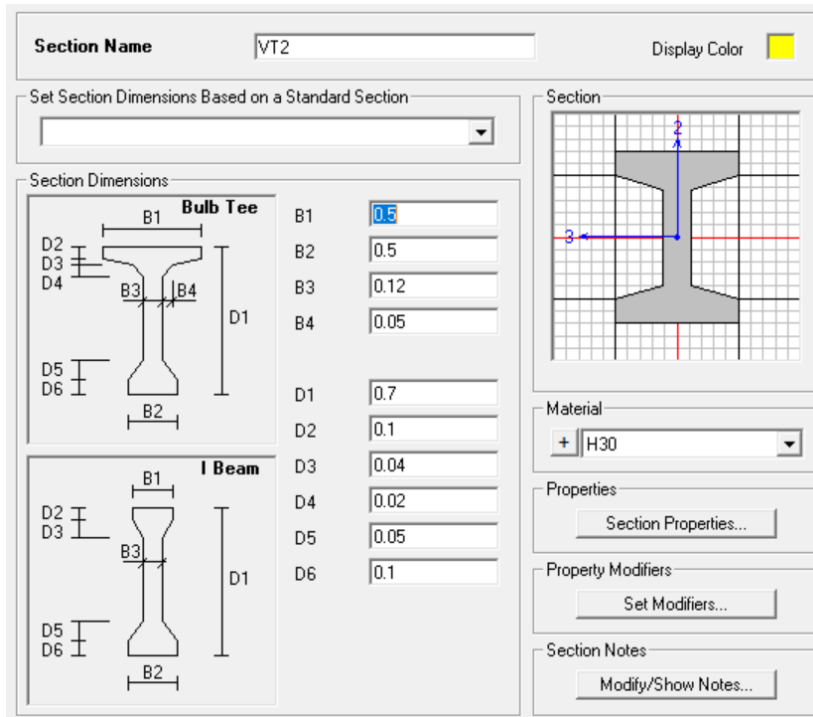 Section Name
VT2
Display Color
Set Section Dimensions Based on a Standard Section
Section
2
3
Section Dimensions
Bulb Tee
B1
D2
D3
D4
B3
B4
D1
D5
D6
B2
I Beam
B1
D2
D3
B3
D1
D5
D6
B2
B1 0.5
B2 0.5
B3 0.12
B4 0.05
D1 0.7
D2 0.1
D3 0.04
D4 0.02
D5 0.05
D6 0.1
Material
+ H30
Properties
Section Properties...
Property Modifiers
Set Modifiers...
Section Notes
Modify/Show Notes...